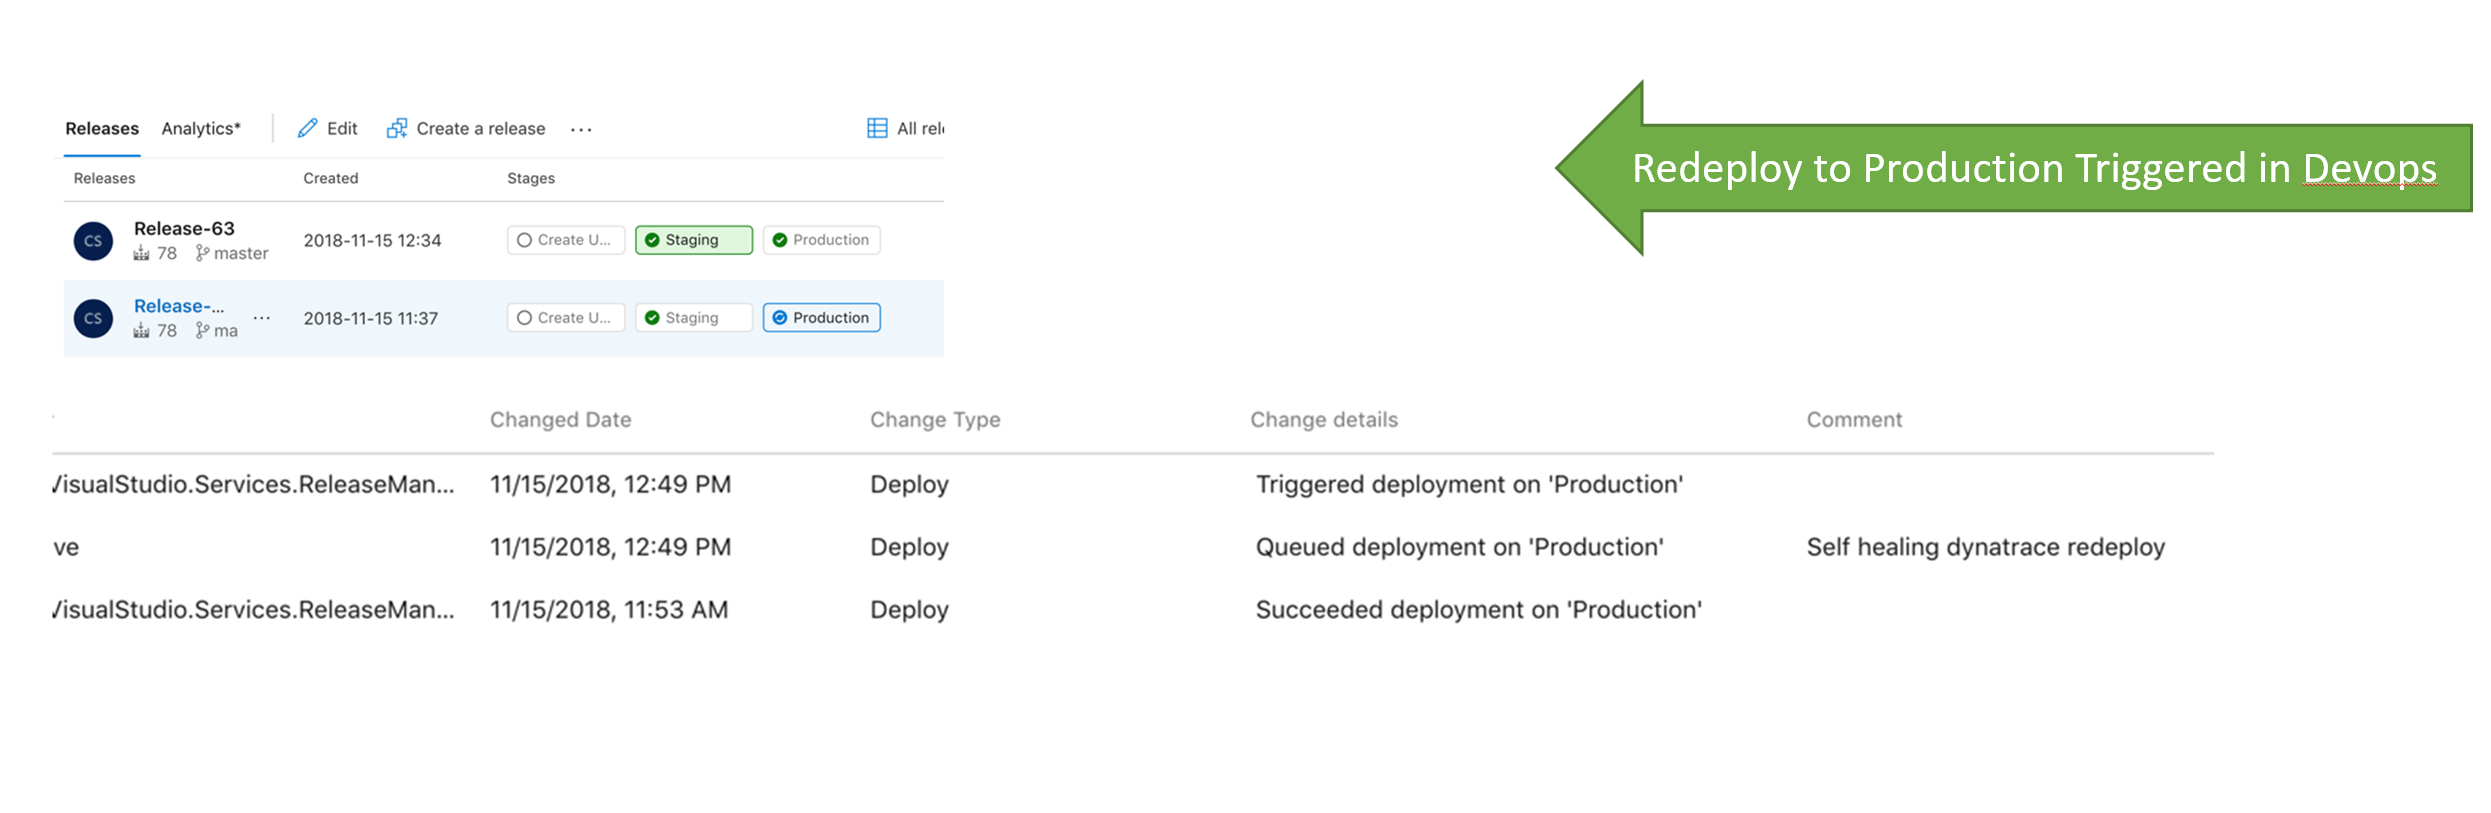 Releases Analytics* Edit Create a release ... All rel
Redeploy to Production Triggered in Devops
Releases Created Stages
CS Release-63 2018-11-15 12:34 Create U... Staging Production
78 master
CS Release-... ... 2018-11-15 11:37 Create U... Staging Production
78 ma
Changed Date Change Type Change details Comment
VisualStudio.Services.ReleaseMan... 11/15/2018, 12:49 PM Deploy Triggered deployment on 'Production'
ve 11/15/2018, 12:49 PM Deploy Queued deployment on 'Production' Self healing dynatrace redeploy
VisualStudio.Services.ReleaseMan... 11/15/2018, 11:53 AM Deploy Succeeded deployment on 'Production'